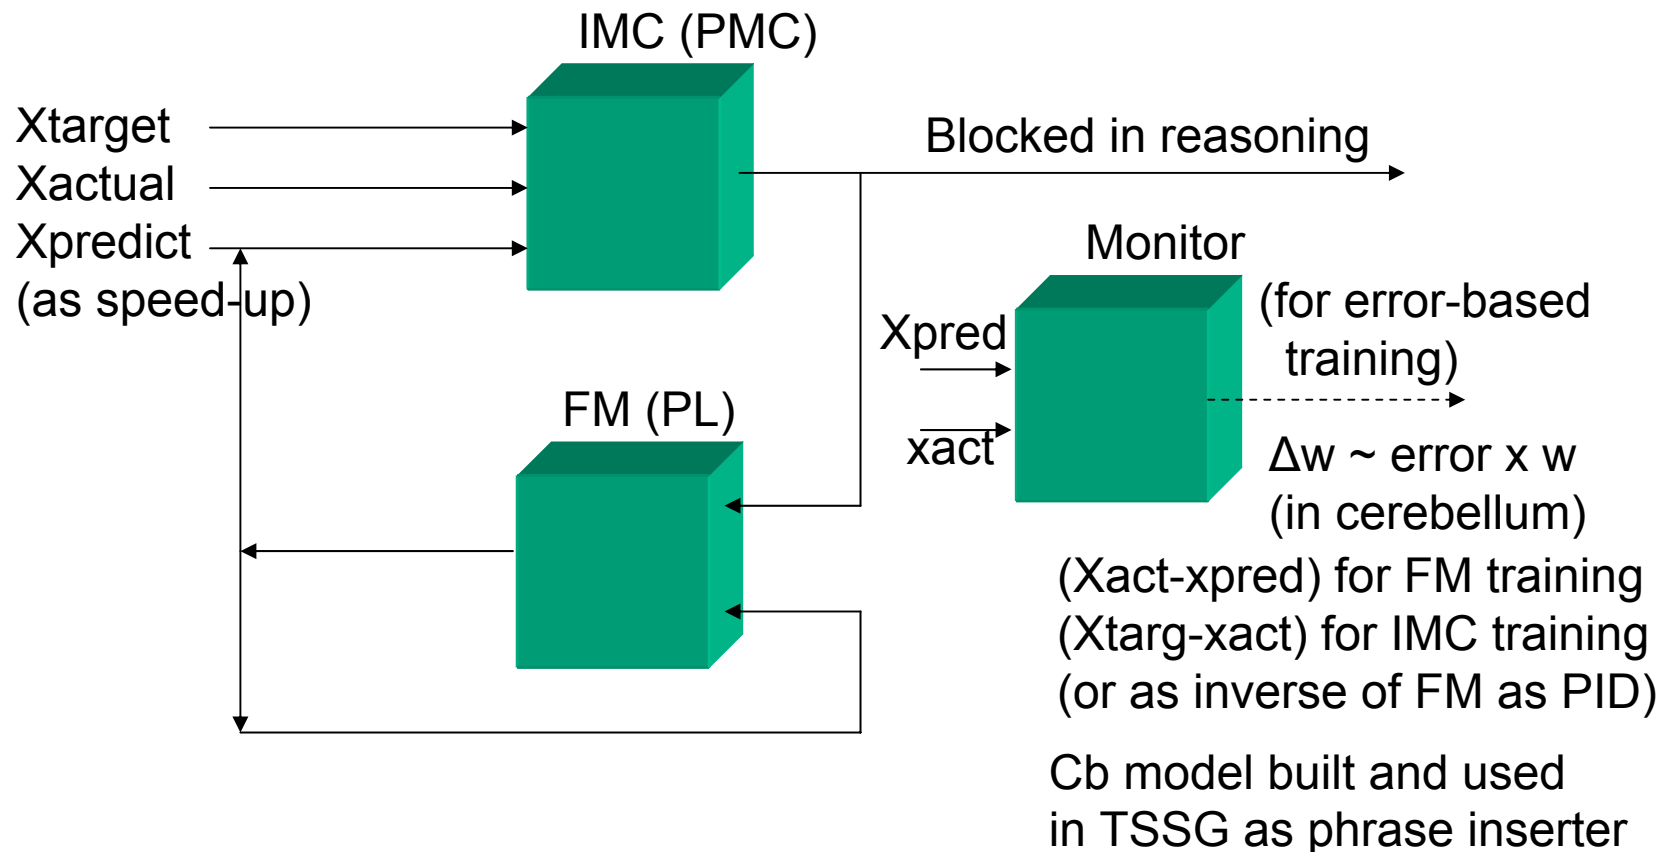 IMC (PMC)
Xtarget
Xactual
Xpredict
(as speed-up)
Blocked in reasoning
Monitor
(for error-based
training)
Xpred
xact
FM (PL)
Δw ~ error x w
(in cerebellum)
(Xact-xpred) for FM training
(Xtarg-xact) for IMC training
(or as inverse of FM as PID)
Cb model built and used
in TSSG as phrase inserter